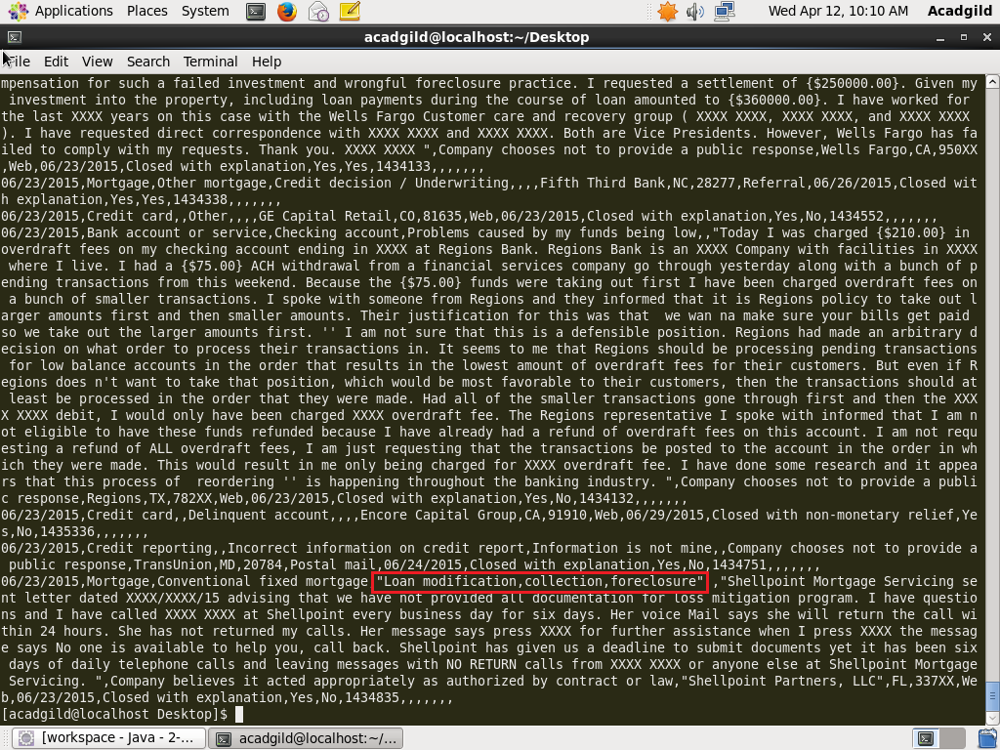 Applications Places System Wed Apr 12, 10:10 AM Acadgild
acadgild@localhost:~/Desktop
File Edit View Search Terminal Help
mpensation for such a failed investment and wrongful foreclosure practice. I requested a settlement of {$250000.00}. Given my
 investment into the property, including loan payments during the course of loan amounted to {$360000.00}. I have worked for
the last XXXX years on this case with the Wells Fargo Customer care and recovery group ( XXXX XXXX, XXXX XXXX, and XXXX XXXX
). I have requested direct correspondence with XXXX XXXX and XXXX XXXX. Both are Vice Presidents. However, Wells Fargo has fa
iled to comply with my requests. Thank you. XXXX XXXX ",Company chooses not to provide a public response,Wells Fargo,CA,950XX
,Web,06/23/2015,Closed with explanation,Yes,Yes,1434133,,,,,,,
06/23/2015,Mortgage,Other mortgage,Credit decision / Underwriting,,,,Fifth Third Bank,NC,28277,Referral,06/26/2015,Closed wit
h explanation,Yes,Yes,1434338,,,,,,,
06/23/2015,Credit card,,Other,,,,GE Capital Retail,CO,81635,Web,06/23/2015,Closed with explanation,Yes,No,1434552,,,,,,,
06/23/2015,Bank account or service,Checking account,Problems caused by my funds being low,,"Today I was charged {$210.00} in
overdraft fees on my checking account ending in XXXX at Regions Bank. Regions Bank is an XXXX Company with facilities in XXXX
 where I live. I had a {$75.00} ACH withdrawal from a financial services company go through yesterday along with a bunch of p
ending transactions from this weekend. Because the {$75.00} funds were taking out first I have been charged overdraft fees on
 a bunch of smaller transactions. I spoke with someone from Regions and they informed that it is Regions policy to take out l
arger amounts first and then smaller amounts. Their justification for this was that  we wan na make sure your bills get paid
so we take out the larger amounts first. '' I am not sure that this is a defensible position. Regions had made an arbitrary d
ecision on what order to process their transactions in. It seems to me that Regions should be processing pending transactions
 for low balance accounts in the order that results in the lowest amount of overdraft fees for their customers. But even if R
egions does n't want to take that position, which would be most favorable to their customers, then the transactions should at
 least be processed in the order that they were made. Had all of the smaller transactions gone through first and then the XXX
X XXXX debit, I would only have been charged XXXX overdraft fee. The Regions representative I spoke with informed that I am n
ot eligible to have these funds refunded because I have already had a refund of overdraft fees on this account. I am not requ
esting a refund of ALL overdraft fees, I am just requesting that the transactions be posted to the account in the order in wh
ich they were made. This would result in me only being charged for XXXX overdraft fee. I have done some research and it appea
rs that this process of  reordering '' is happening throughout the banking industry. ",Company chooses not to provide a publi
c response,Regions,TX,782XX,Web,06/23/2015,Closed with explanation,Yes,No,1434132,,,,,,,
06/23/2015,Credit card,,Delinquent account,,,,Encore Capital Group,CA,91910,Web,06/29/2015,Closed with non-monetary relief,Ye
s,No,1435336,,,,,,,
06/23/2015,Credit reporting,,Incorrect information on credit report,Information is not mine,,Company chooses not to provide a
 public response,TransUnion,MD,20784,Postal mail,06/24/2015,Closed with explanation,Yes,No,1434751,,,,,,,
06/23/2015,Mortgage,Conventional fixed mortgage "Loan modification,collection,foreclosure" ,"Shellpoint Mortgage Servicing se
nt letter dated XXXX/XXXX/15 advising that we have not provided all documentation for loss mitigation program. I have questio
ns and I have called XXXX XXXX at Shellpoint every business day for six days. Her voice Mail says she will return the call wi
thin 24 hours. She has not returned my calls. Her message says press XXXX for further assistance when I press XXXX the messag
e says No one is available to help you, call back. Shellpoint has given us a deadline to submit documents yet it has been six
 days of daily telephone calls and leaving messages with NO RETURN calls from XXXX XXXX or anyone else at Shellpoint Mortgage
 Servicing. ",Company believes it acted appropriately as authorized by contract or law,"Shellpoint Partners, LLC",FL,337XX,We
b,06/23/2015,Closed with explanation,Yes,No,1434835,,,,,,,
[acadgild@localhost Desktop]$
[workspace - Java - 2-... acadgild@localhost:~/...